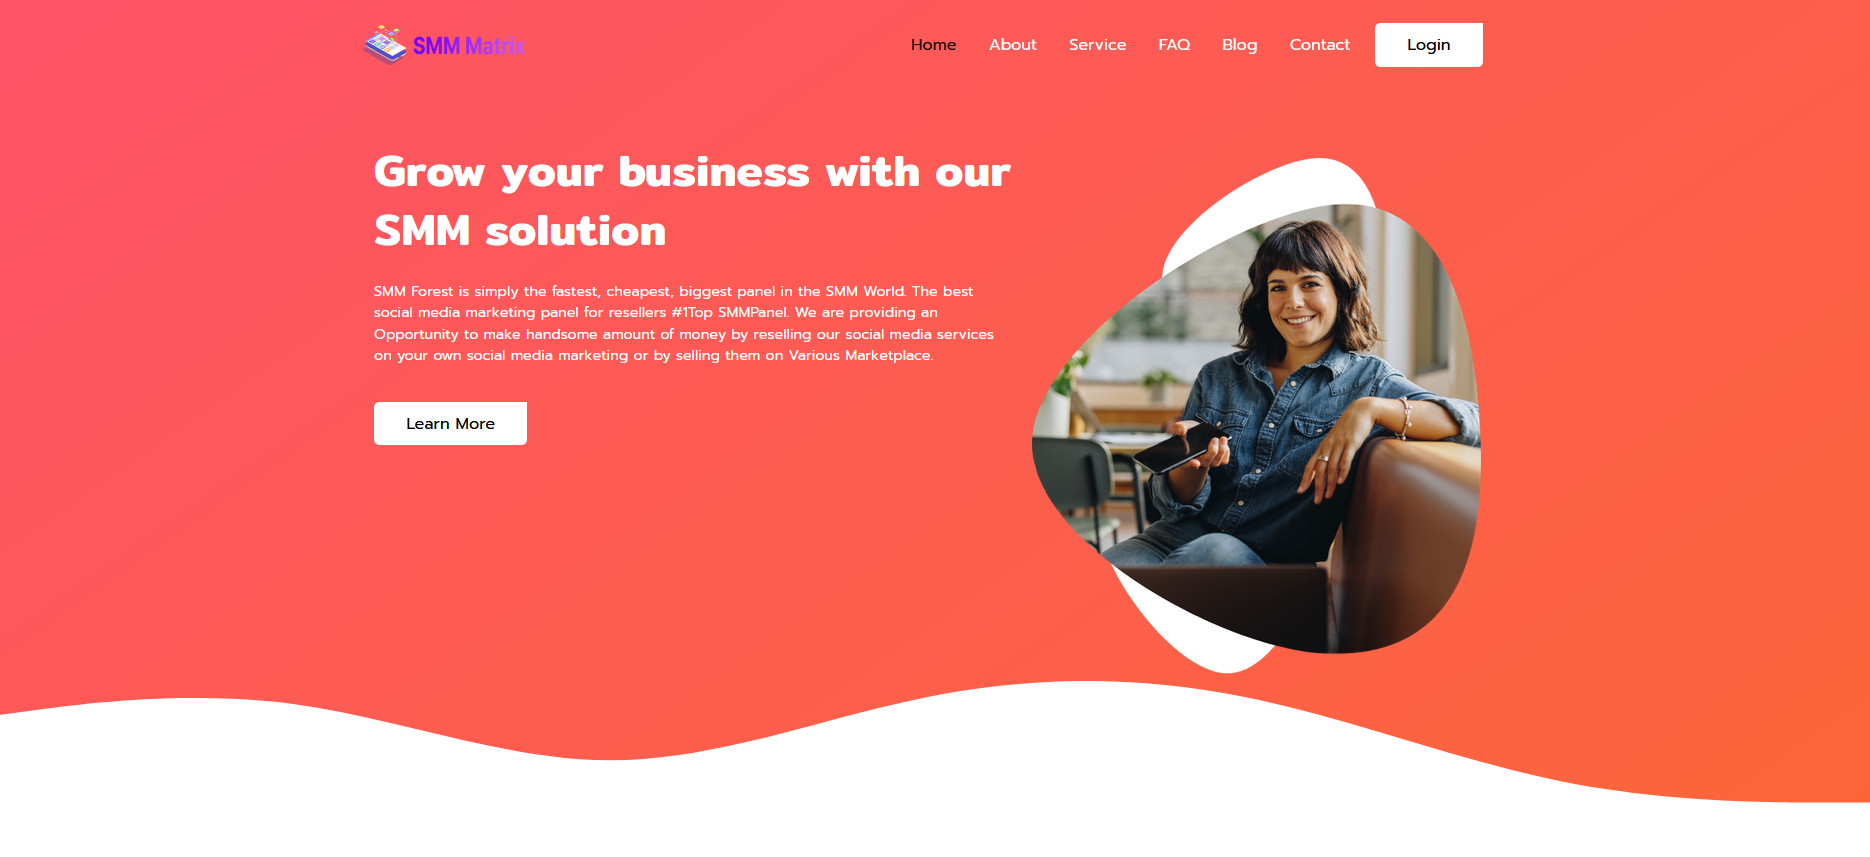 SMM Matrix
Home About Service FAQ Blog Contact Login
Grow your business with our
SMM solution
SMM Forest is simply the fastest, cheapest, biggest panel in the SMM World. The best
social media marketing panel for resellers #1Top SMMPanel. We are providing an
Opportunity to make handsome amount of money by reselling our social media services
on your own social media marketing or by selling them on Various Marketplace.
Learn More